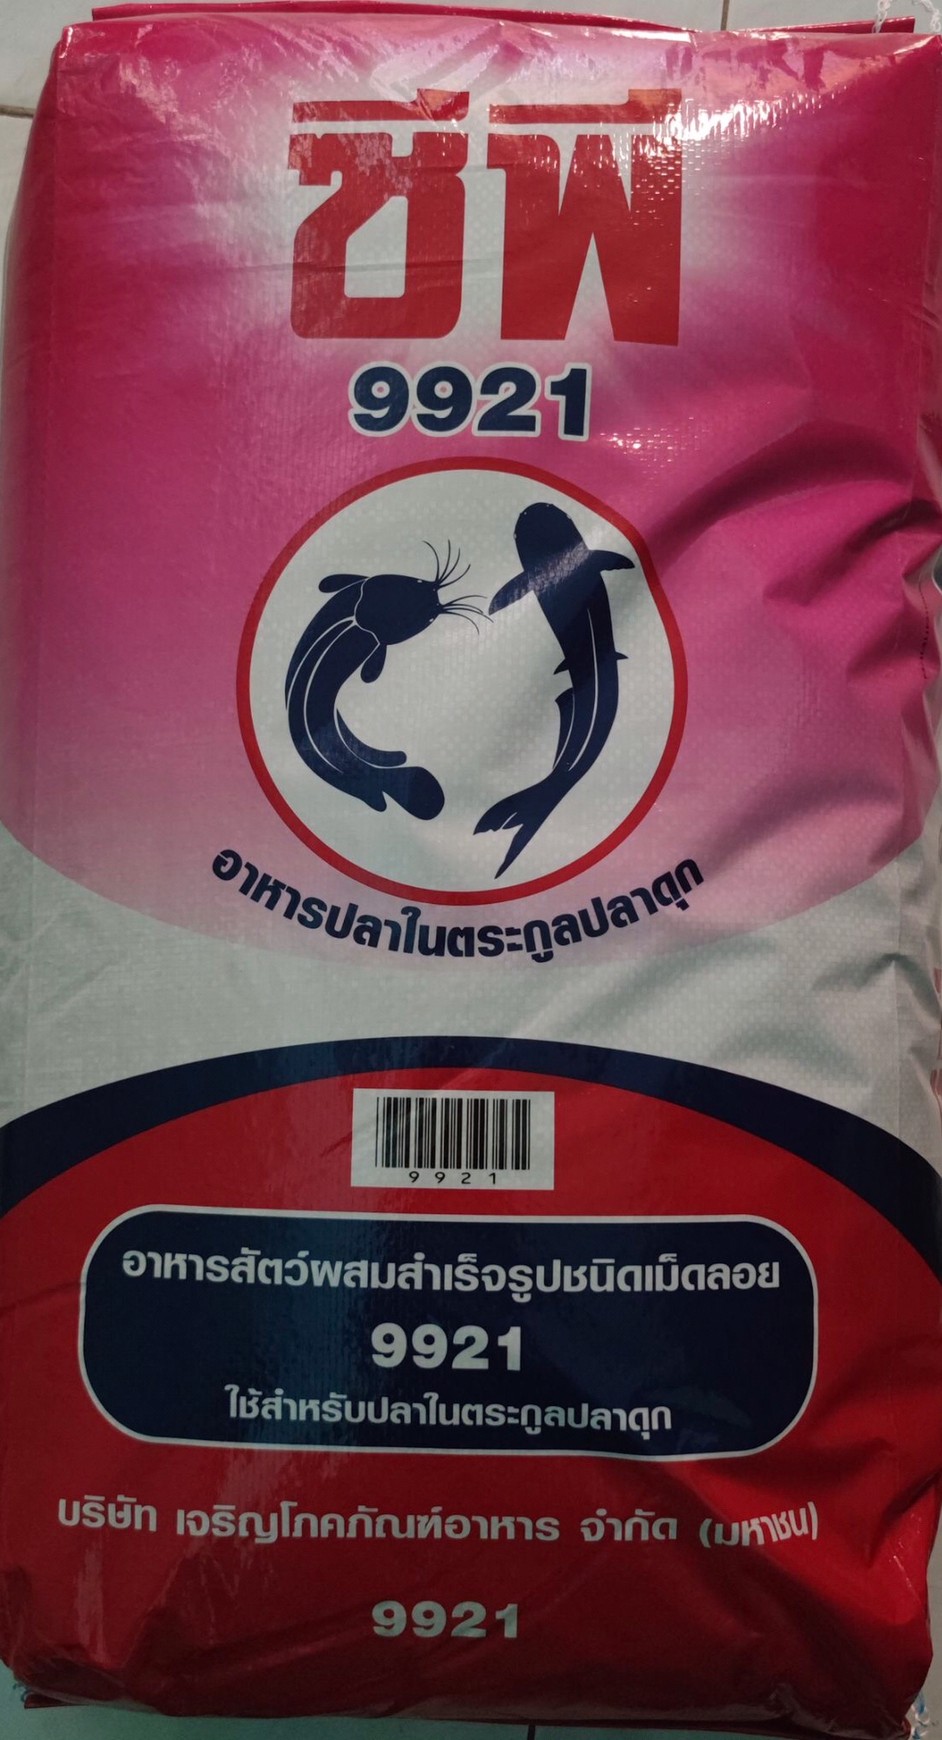 ซีพี
9921
อาหารปลาในตระกูลปลาดุก
9921
อาหารสัตว์ผสมสำเร็จรูปชนิดเม็ดลอย
9921
ใช้สำหรับปลาในตระกูลปลาดุก
บริษัท เจริญโภคภัณฑ์อาหาร จำกัด (มหาชน)
9921